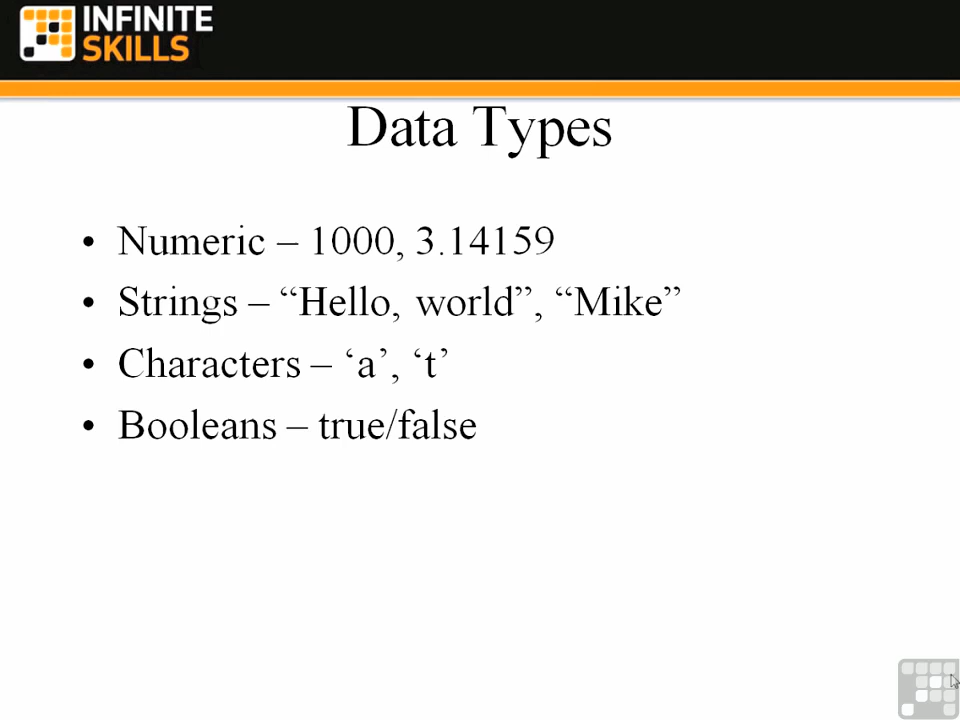 INFINITE
SKILLS
Data Types
• Numeric – 1000, 3.14159
• Strings – “Hello, world”, “Mike”
• Characters – ‘a’, ‘t’
• Booleans – true/false